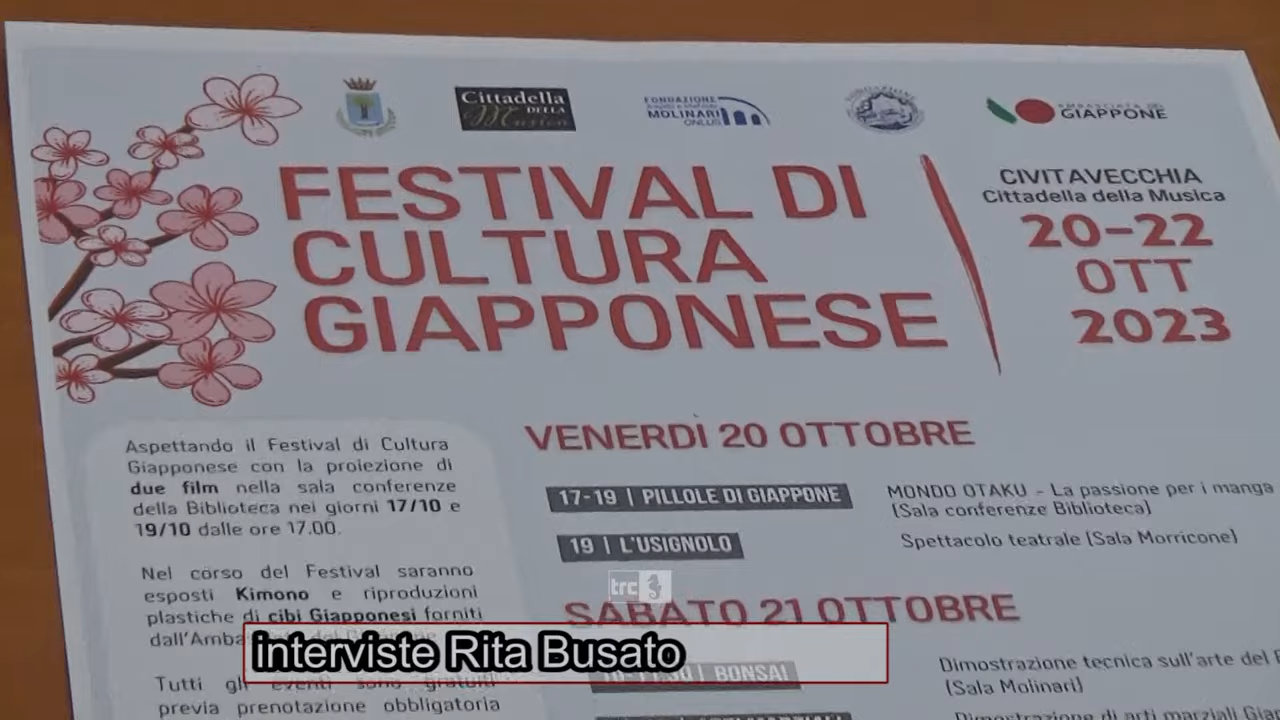 Cittadella
DELLA
Musica
FONDAZIONE
MOLINARI
ONLUS
AMBASCIATA DEL
GIAPPONE
FESTIVAL DI
CULTURA
GIAPPONESE
CIVITAVECCHIA
Cittadella della Musica
20-22
OTT
2023
Aspettando il Festival di Cultura
Giapponese con la proiezione di
due film nella sala conferenze
della Biblioteca nei giorni 17/10 e
19/10 dalle ore 17.00.
Nel corso del Festival saranno
esposti Kimono e riproduzioni
plastiche di cibi Giapponesi forniti
Tutti gli eventi sono gratuiti
previa prenotazione obbligatoria
VENERDÌ 20 OTTOBRE
17-19 | PILLOLE DI GIAPPONE
MONDO OTAKU - La passione per i manga
(Sala conferenze Biblioteca)
19 | L'USIGNOLO
Spettacolo teatrale (Sala Morricone)
trc
SABATO 21 OTTOBRE
| BONSAI
Dimostrazione tecnica sull'arte del
(Sala Molinari)
Dimostrazione di arti marziali
interviste Rita Busato